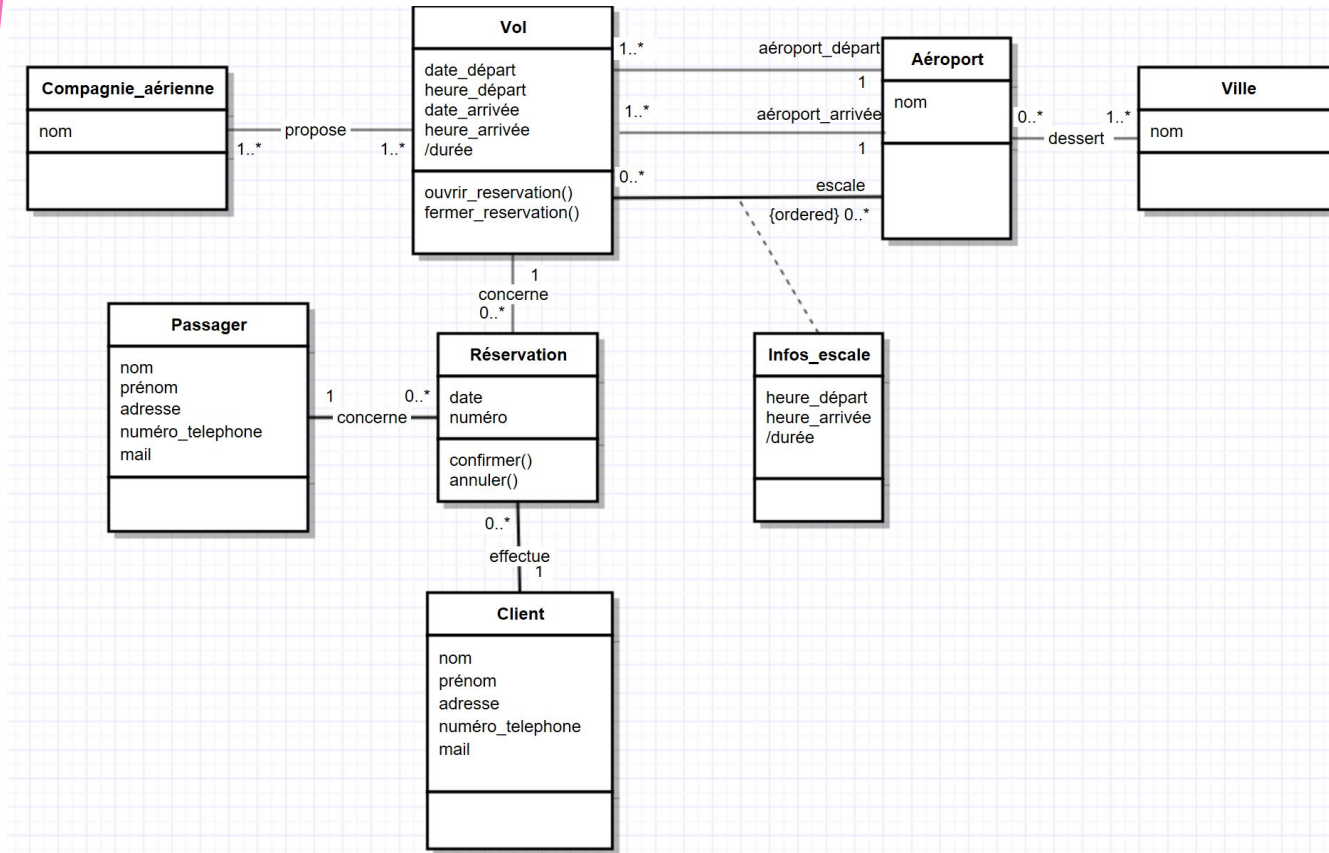 Vol
date_départ
heure_départ
date_arrivée
heure_arrivée
/durée
ouvrir_reservation()
fermer_reservation()
Compagnie_aérienne
nom
propose
1..*
1..*
1..*
aéroport_départ
1
1..*
aéroport_arrivée
1
0..*
escale
{ordered} 0..*
Aéroport
nom
0..*
1..*
dessert
Ville
nom
1
concerne
0..*
Passager
nom
prénom
adresse
numéro_telephone
mail
1
0..*
concerne
Réservation
date
numéro
confirmer()
annuler()
Infos_escale
heure_départ
heure_arrivée
/durée
0..*
effectue
1
Client
nom
prénom
adresse
numéro_telephone
mail